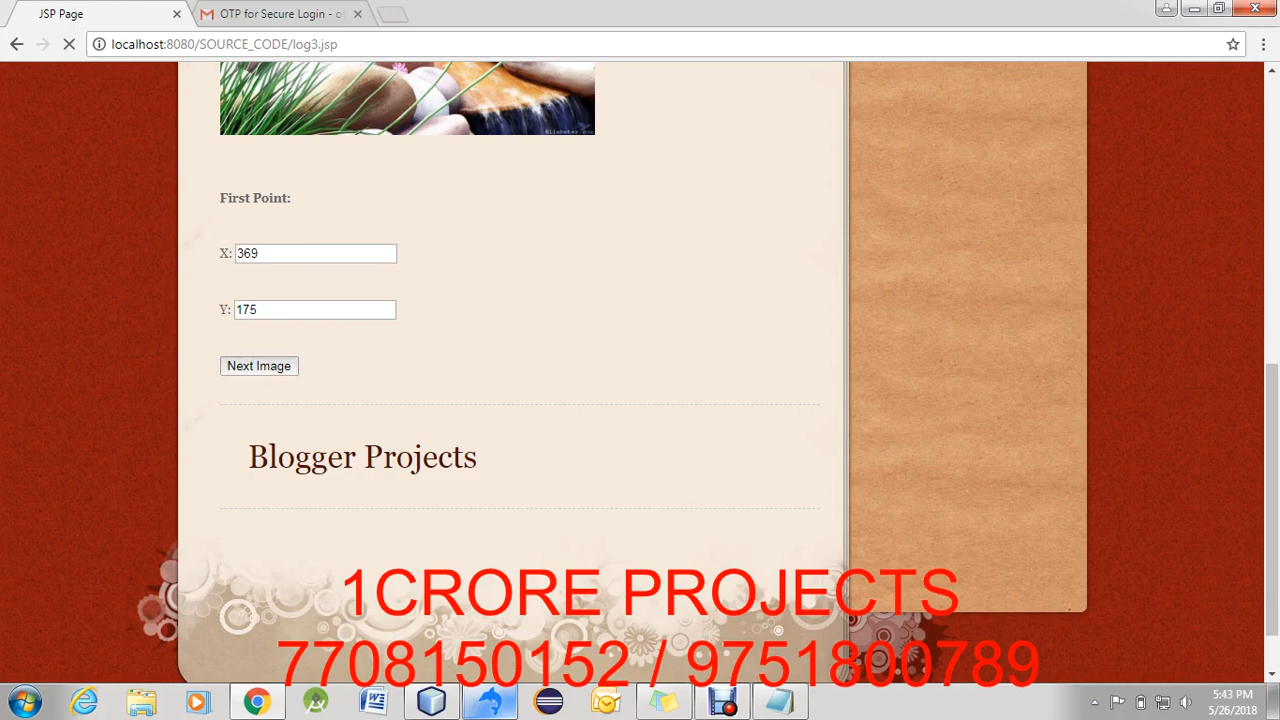 JSP Page
OTP for Secure Login - ot
localhost:8080/SOURCE_CODE/log3.jsp
First Point:
X: 369
Y: 175
Next Image
Blogger Projects
1CRORE PROJECTS
7708150152 / 9751800789
5:43 PM
5/26/2018